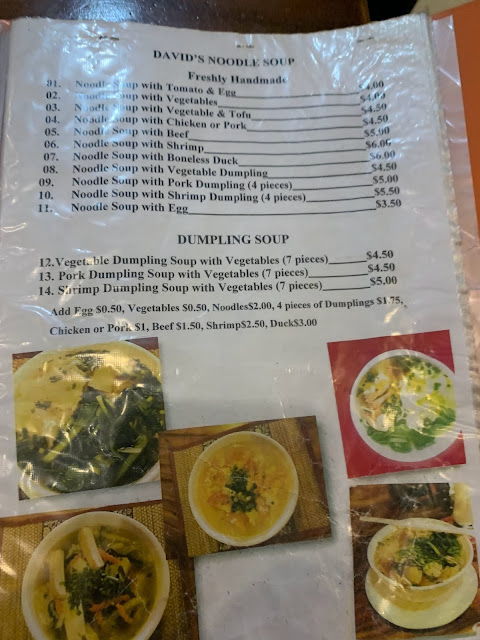 DAVID'S NOODLE SOUP
Freshly Handmade
01. Noodle Soup with Tomato & Egg 4.00
02. Noodle Soup with Vegetables $4.00
03. Noodle Soup with Vegetable & Tofu $4.50
04. Noodle Soup with Chicken or Pork $4.50
05. Noodle Soup with Beef $5.00
06. Noodle Soup with Shrimp $6.00
07. Noodle Soup with Boneless Duck $6.00
08. Noodle Soup with Vegetable Dumpling $4.50
09. Noodle Soup with Pork Dumpling (4 pieces) $5.00
10. Noodle Soup with Shrimp Dumpling (4 pieces) $5.50
11. Noodle Soup with Egg $3.50
DUMPLING SOUP
12.Vegetable Dumpling Soup with Vegetables (7 pieces) $4.50
13. Pork Dumpling Soup with Vegetables (7 pieces) $4.50
14. Shrimp Dumpling Soup with Vegetables (7 pieces) $5.00
Add Egg $0.50, Vegetables $0.50, Noodles$2.00, 4 pieces of Dumplings $1.75,
Chicken or Pork $1, Beef $1.50, Shrimp$2.50, Duck$3.00